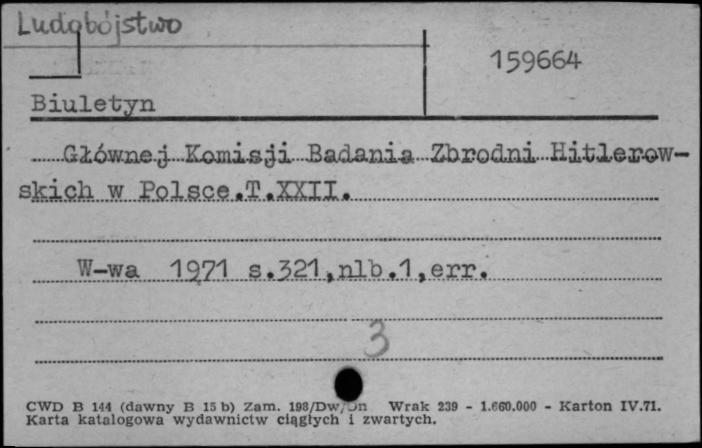 Ludobójstwo
159664
Biuletyn
Głównej Komisji Badania Zbrodni Hitlerow-
skich w Polsce.T.XXII.
W-wa 1971 s.321,nlb.1,err.
3
CWD B 144 (dawny B 15 b) Zam. 198/Dw/Dn Wrak 239 - 1.660.000 - Karton IV.71.
Karta katalogowa wydawnictw ciągłych i zwartych.